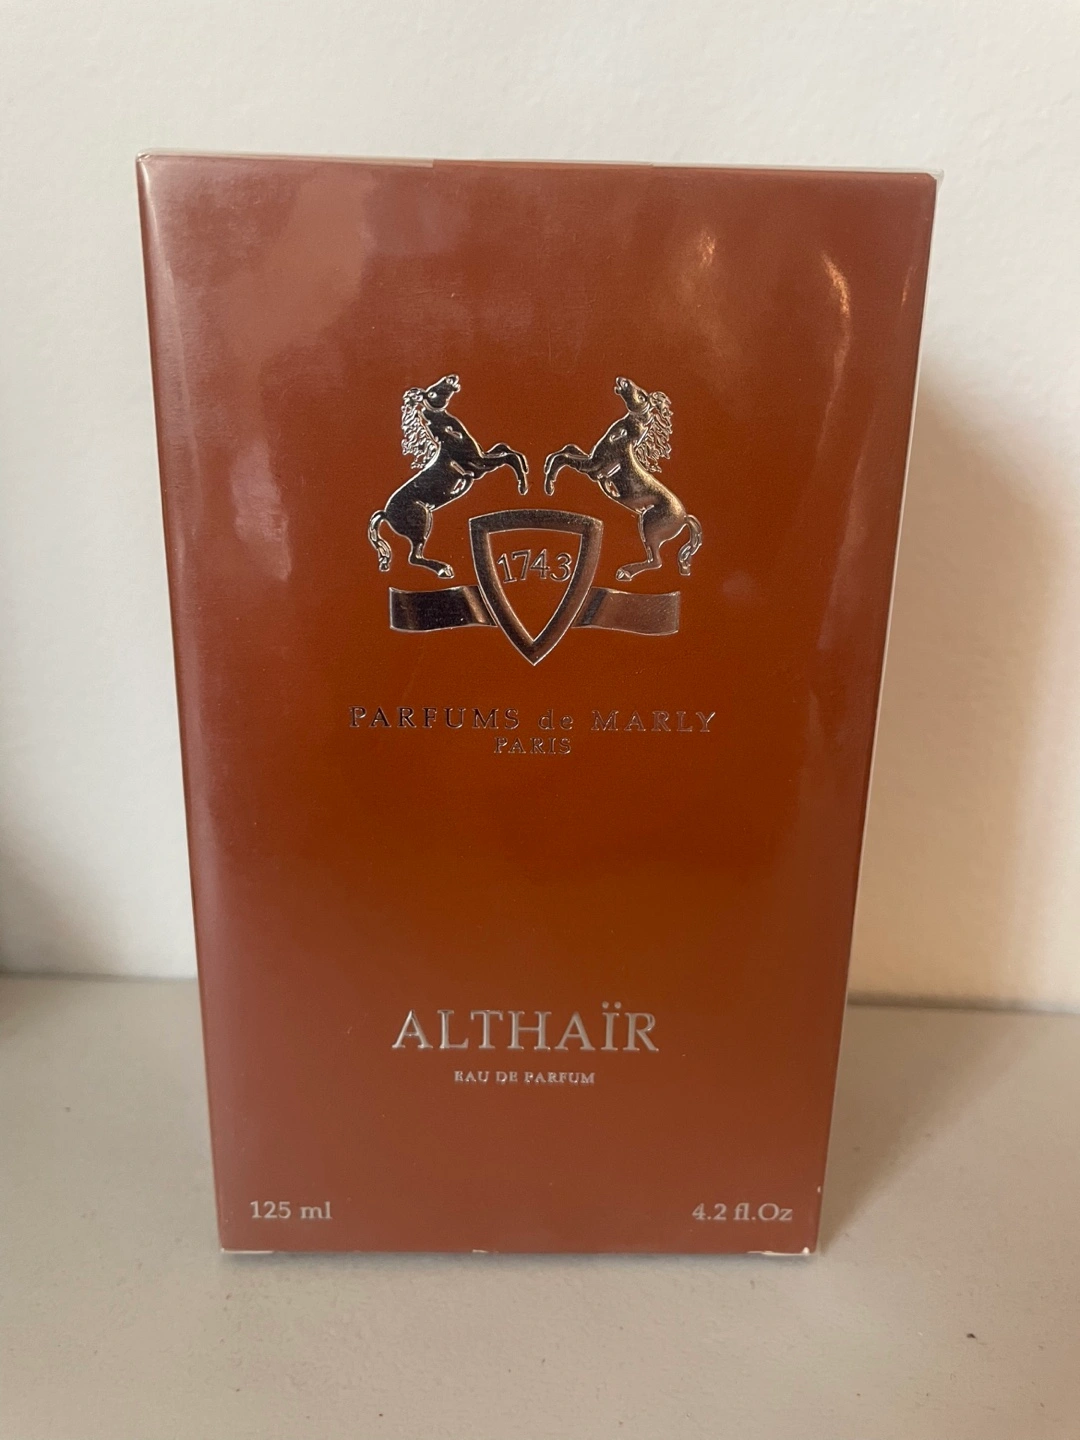 1743
PARFUMS de MARLY
PARIS
ALTHAÏR
EAU DE PARFUM
125 ml
4.2 fl.Oz